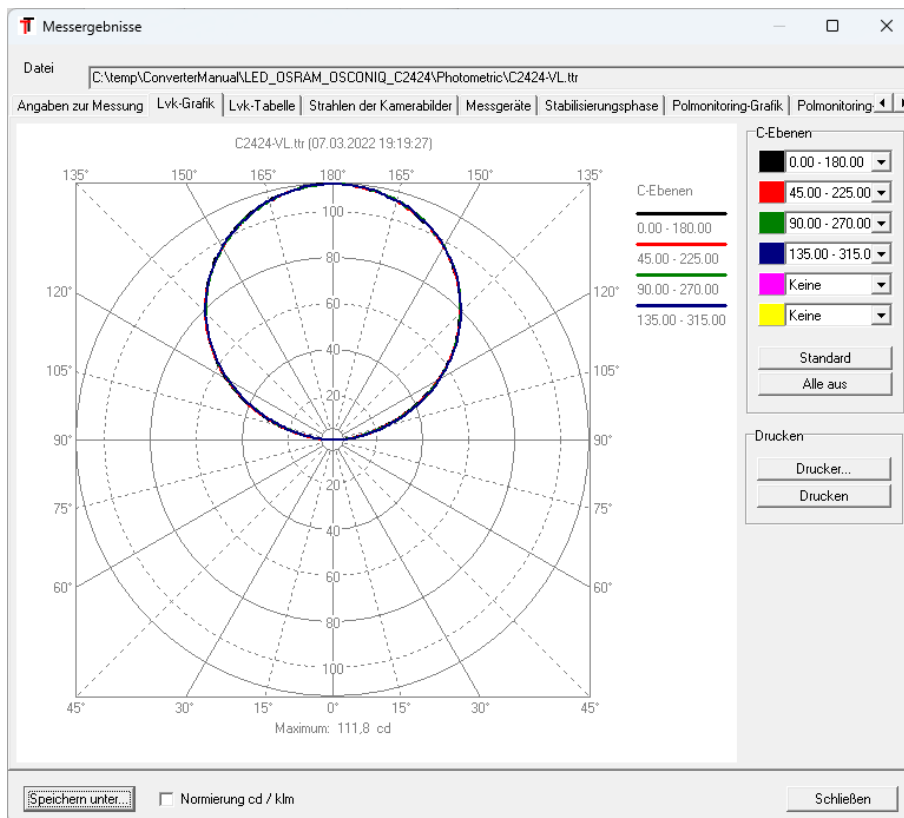 Messergebnisse
Datei
C:\temp\ConverterManual\LED_OSRAM_OSCONIQ_C2424\Photometric\C2424-VL.ttr
Angaben zur Messung Lvk-Grafik Lvk-Tabelle Strahlen der Kamerabilder Messgeräte Stabilisierungsphase Polmonitoring-Grafik Polmonitoring-
C2424-VL.ttr (07.03.2022 19:19:27)
135° 150° 165° 180° 165° 150° 135°
100
80
120° 60 120°
40
105° 20 105°
90° 90°
20
75° 40 75°
60
60° 80 60°
100
45° 30° 15° 0° 15° 30° 45°
Maximum: 111,8 cd
C-Ebenen
0.00 - 180.00
45.00 - 225.00
90.00 - 270.00
135.00 - 315.00
C-Ebenen
0.00 - 180.00
45.00 - 225.00
90.00 - 270.00
135.00 - 315.0
Keine
Keine
Standard
Alle aus
Drucken
Drucker...
Drucken
Speichern unter... Normierung cd / klm Schließen